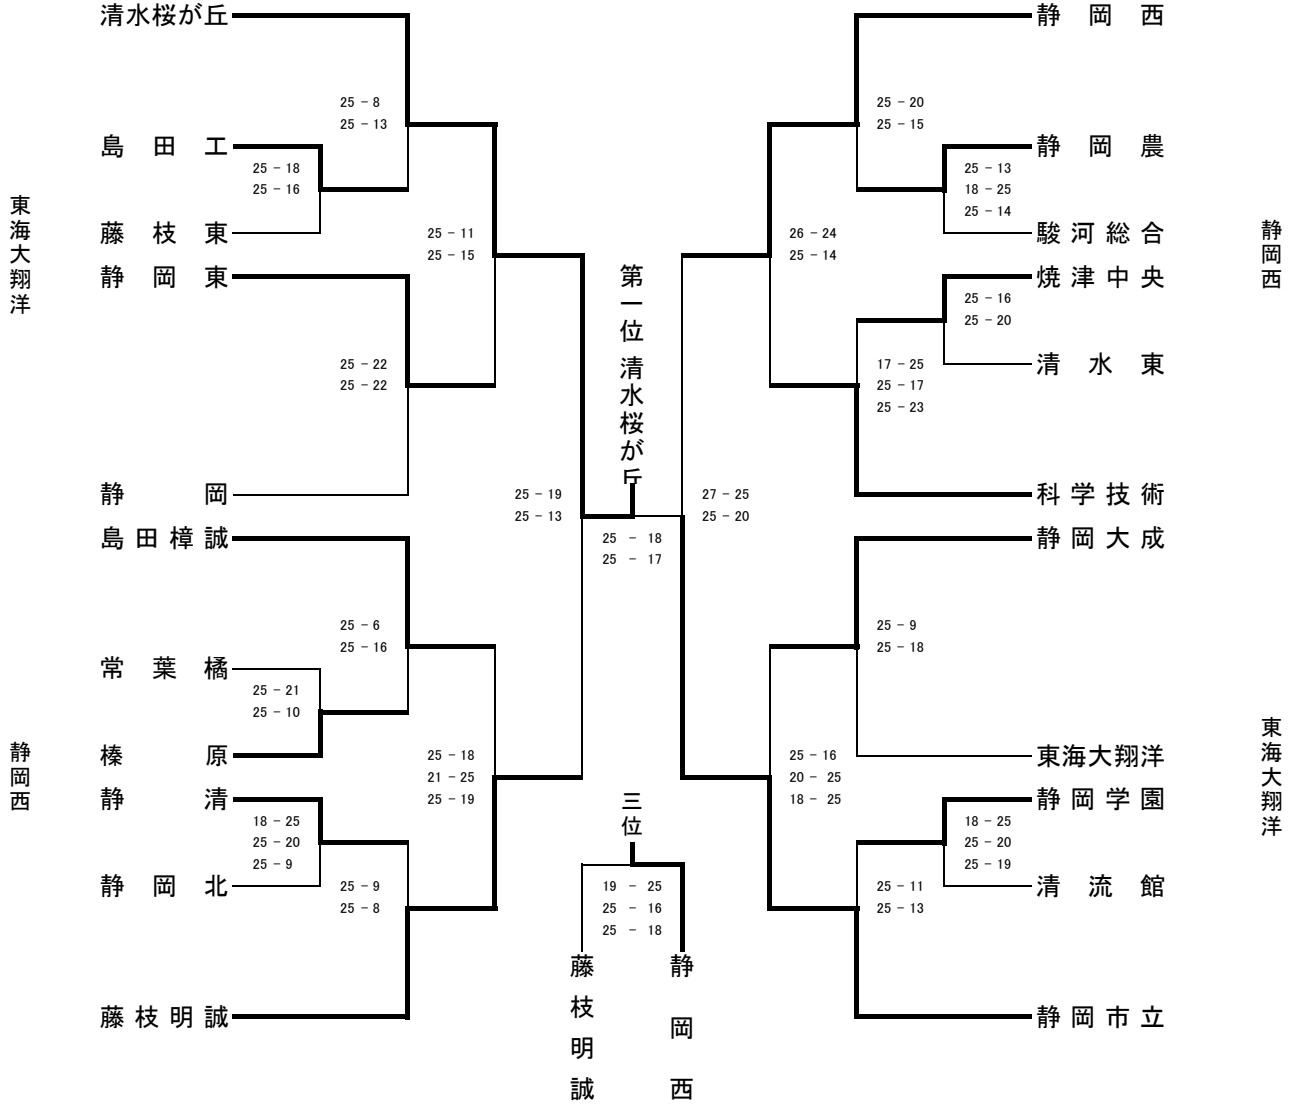 東海大翔洋
静岡西
清水桜が丘
25 - 8
25 - 13
島田工
25 - 18
25 - 16
藤枝東
25 - 11
25 - 15
静岡東
25 - 22
25 - 22
静岡
25 - 19
25 - 13
島田樟誠
25 - 6
25 - 16
常葉橘
25 - 21
25 - 10
榛原
25 - 18
21 - 25
25 - 19
静清
18 - 25
25 - 20
25 - 9
静岡北
25 - 9
25 - 8
藤枝明誠
第一位 清水桜が丘
25 - 18
25 - 17
三位
19 - 25
25 - 16
25 - 18
藤枝明誠
静岡西
静岡西
25 - 20
25 - 15
静岡農
25 - 13
18 - 25
25 - 14
駿河総合
26 - 24
25 - 14
焼津中央
25 - 16
25 - 20
清水東
17 - 25
25 - 17
25 - 23
科学技術
27 - 25
25 - 20
静岡大成
25 - 9
25 - 18
東海大翔洋
25 - 16
20 - 25
18 - 25
静岡学園
18 - 25
25 - 20
25 - 19
清流館
25 - 11
25 - 13
静岡市立
静岡西
東海大翔洋